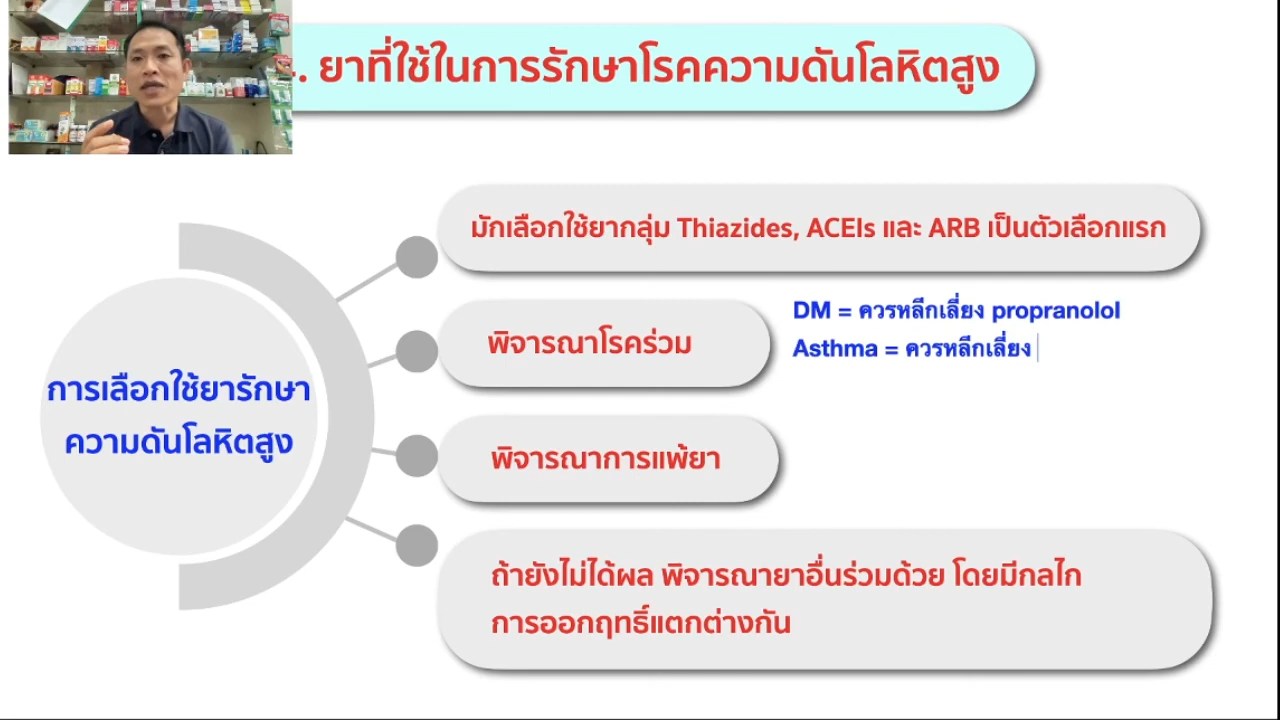 . ยาที่ใช้ในการรักษาโรคความดันโลหิตสูง
มักเลือกใช้ยากลุ่ม Thiazides, ACEIs และ ARB เป็นตัวเลือกแรก
DM = ควรหลีกเลี่ยง propranolol
Asthma = ควรหลีกเลี่ยง
พิจารณาโรคร่วม
การเลือกใช้ยารักษา
ความดันโลหิตสูง
พิจารณาการแพ้ยา
ถ้ายังไม่ได้ผล พิจารณายาอื่นร่วมด้วย โดยมีกลไก
การออกฤทธิ์แตกต่างกัน